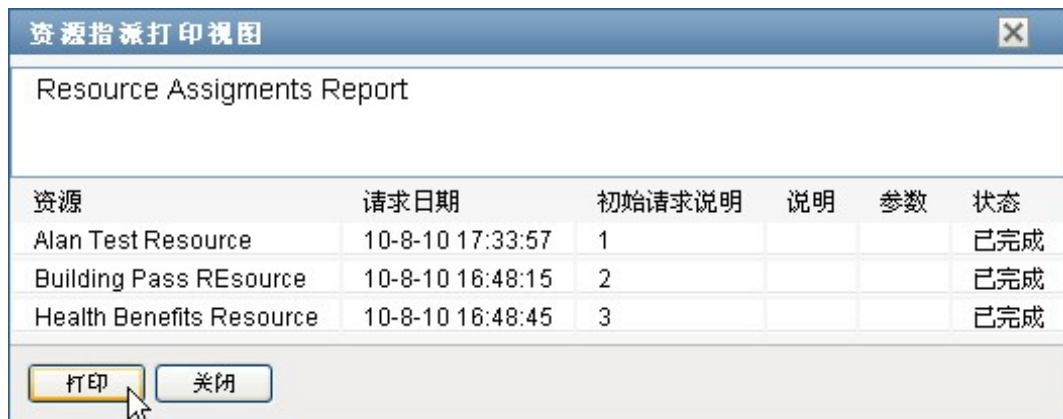 资源指派打印视图
Resource Assigments Report
资源 请求日期 初始请求说明 说明 参数 状态
Alan Test Resource 10-8-10 17:33:57 1 已完成
Building Pass REsource 10-8-10 16:48:15 2 已完成
Health Benefits Resource 10-8-10 16:48:45 3 已完成
打印 关闭